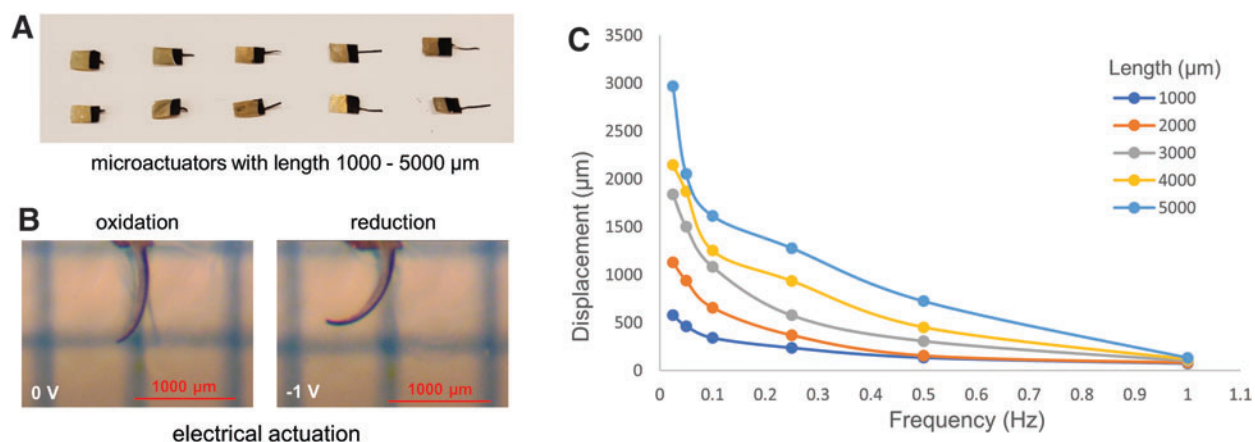 A
microactuators with length 1000 - 5000 µm
B
oxidation
reduction
0 V
1000 µm
-1 V
1000 µm
electrical actuation
C
3500
3000
2500
2000
1500
1000
500
0
Displacement (µm)
0
0.1
0.2
0.3
0.4
0.5
0.6
0.7
0.8
0.9
1
1.1
Frequency (Hz)
Length (µm)
1000
2000
3000
4000
5000